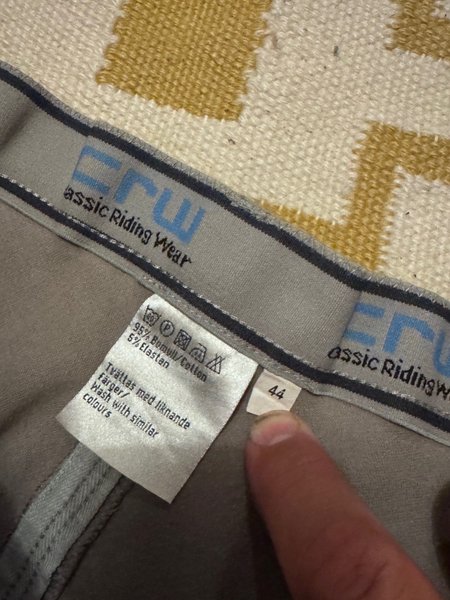 crw
assic Riding Wear
crw
assic Riding W
95% Bomull/Cotton
5% Elastan
Tvättas med liknande
färger/
Wash with similar
colours
44